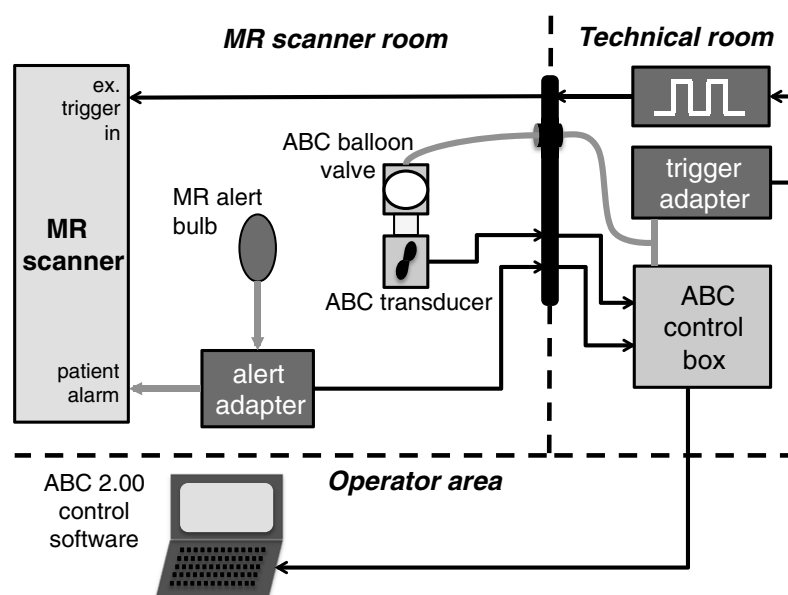 MR scanner room
Technical room
ex.
trigger
in
ABC balloon
valve
trigger
adapter
MR alert
bulb
MR
scanner
ABC transducer
ABC
control
box
patient
alarm
alert
adapter
Operator area
ABC 2.00
control
software